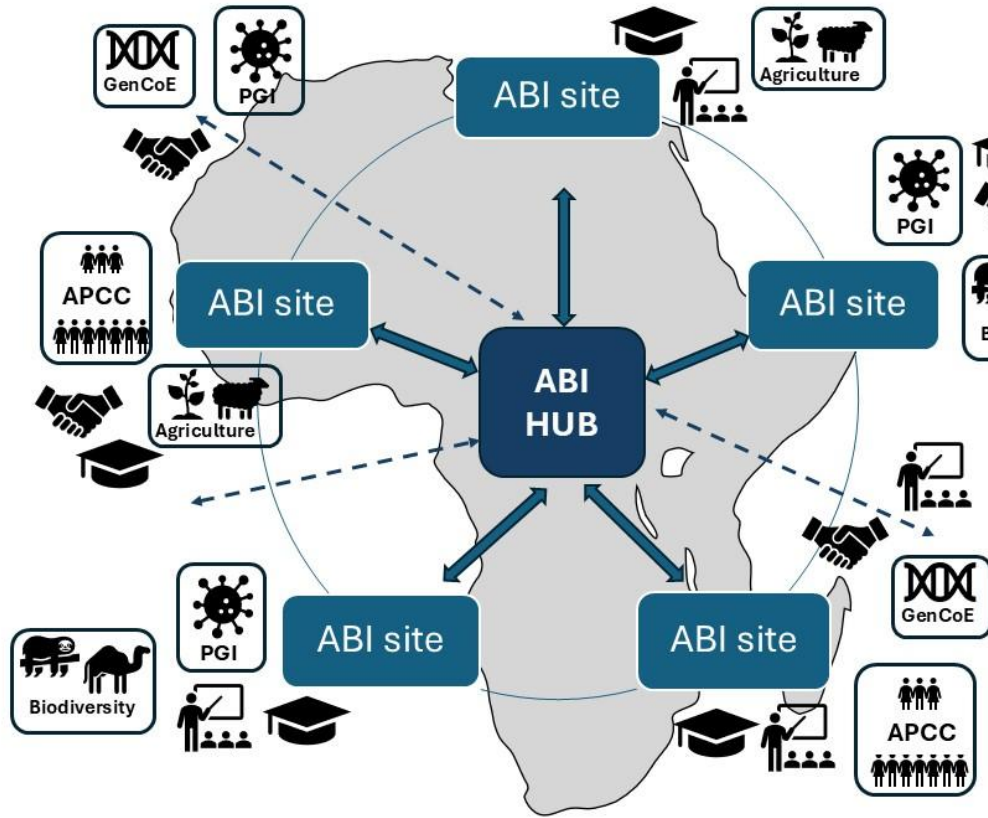 GenCoE
PGI
ABI site
Agriculture
PGI
APCC
ABI site
ABI site
ABI
HUB
Agriculture
GenCoE
PGI
ABI site
ABI site
Biodiversity
APCC